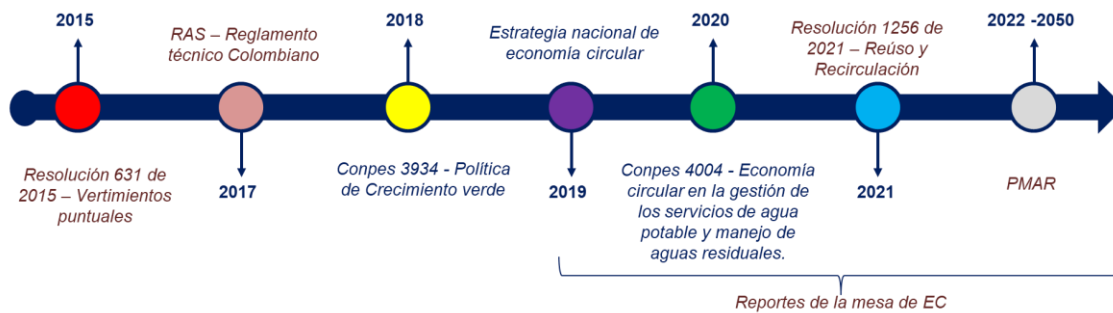 2015
Resolución 631 de
2015 – Vertimientos
puntuales
RAS – Reglamento
técnico Colombiano
2017
2018
Conpes 3934 - Política
de Crecimiento verde
Estrategia nacional de
economía circular
2019
2020
Conpes 4004 - Economía
circular en la gestión de
los servicios de agua
potable y manejo de
aguas residuales.
Resolución 1256 de
2021 – Reúso y
Recirculación
2021
2022 -2050
PMAR
Reportes de la mesa de EC